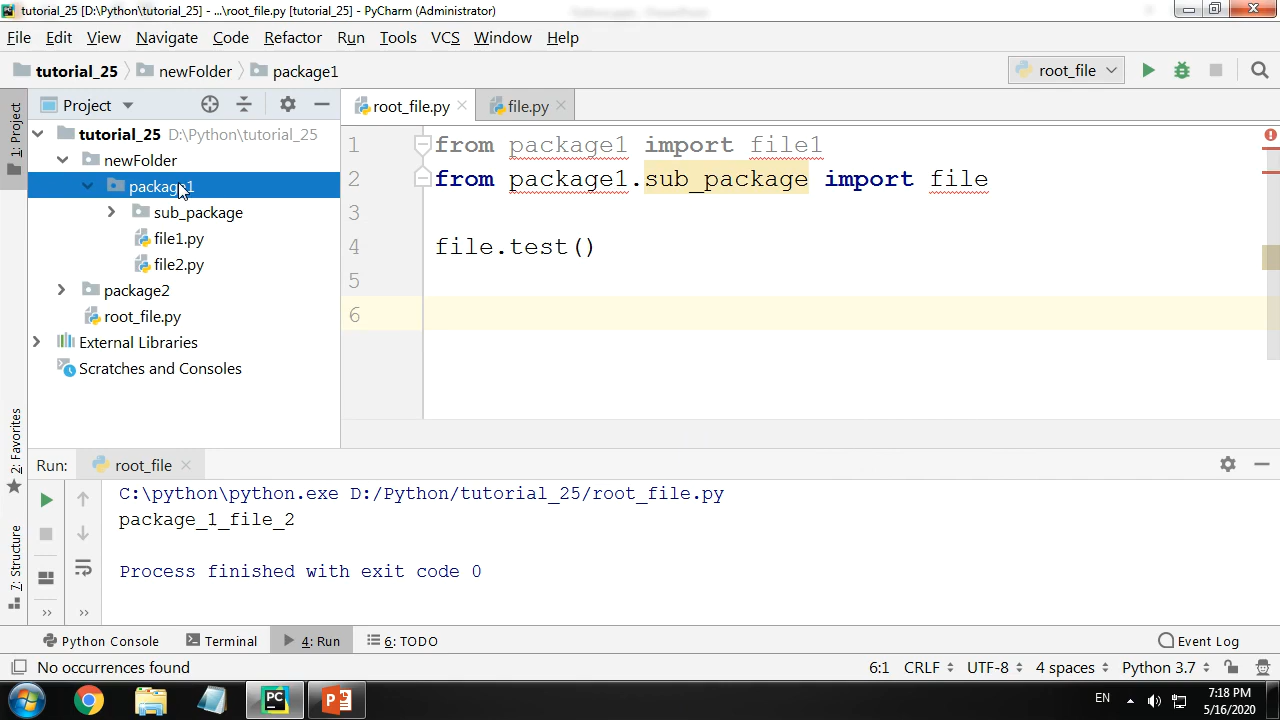 tutorial_25 [D:\Python\tutorial_25] - ...\root_file.py [tutorial_25] - PyCharm (Administrator)
File Edit View Navigate Code Refactor Run Tools VCS Window Help
tutorial_25 newFolder package1 root_file
1: Project
Project
root_file.py file.py
tutorial_25 D:\Python\tutorial_25
newFolder
package1
sub_package
file1.py
file2.py
package2
root_file.py
External Libraries
Scratches and Consoles
1 from package1 import file1
2 from package1.sub_package import file
3
4 file.test()
5
6
2: Favorites
7: Structure
Run: root_file
C:\python\python.exe D:/Python/tutorial_25/root_file.py
package_1_file_2
Process finished with exit code 0
Python Console Terminal 4: Run 6: TODO Event Log
No occurrences found 6:1 CRLF UTF-8 4 spaces Python 3.7
EN 7:18 PM
5/16/2020